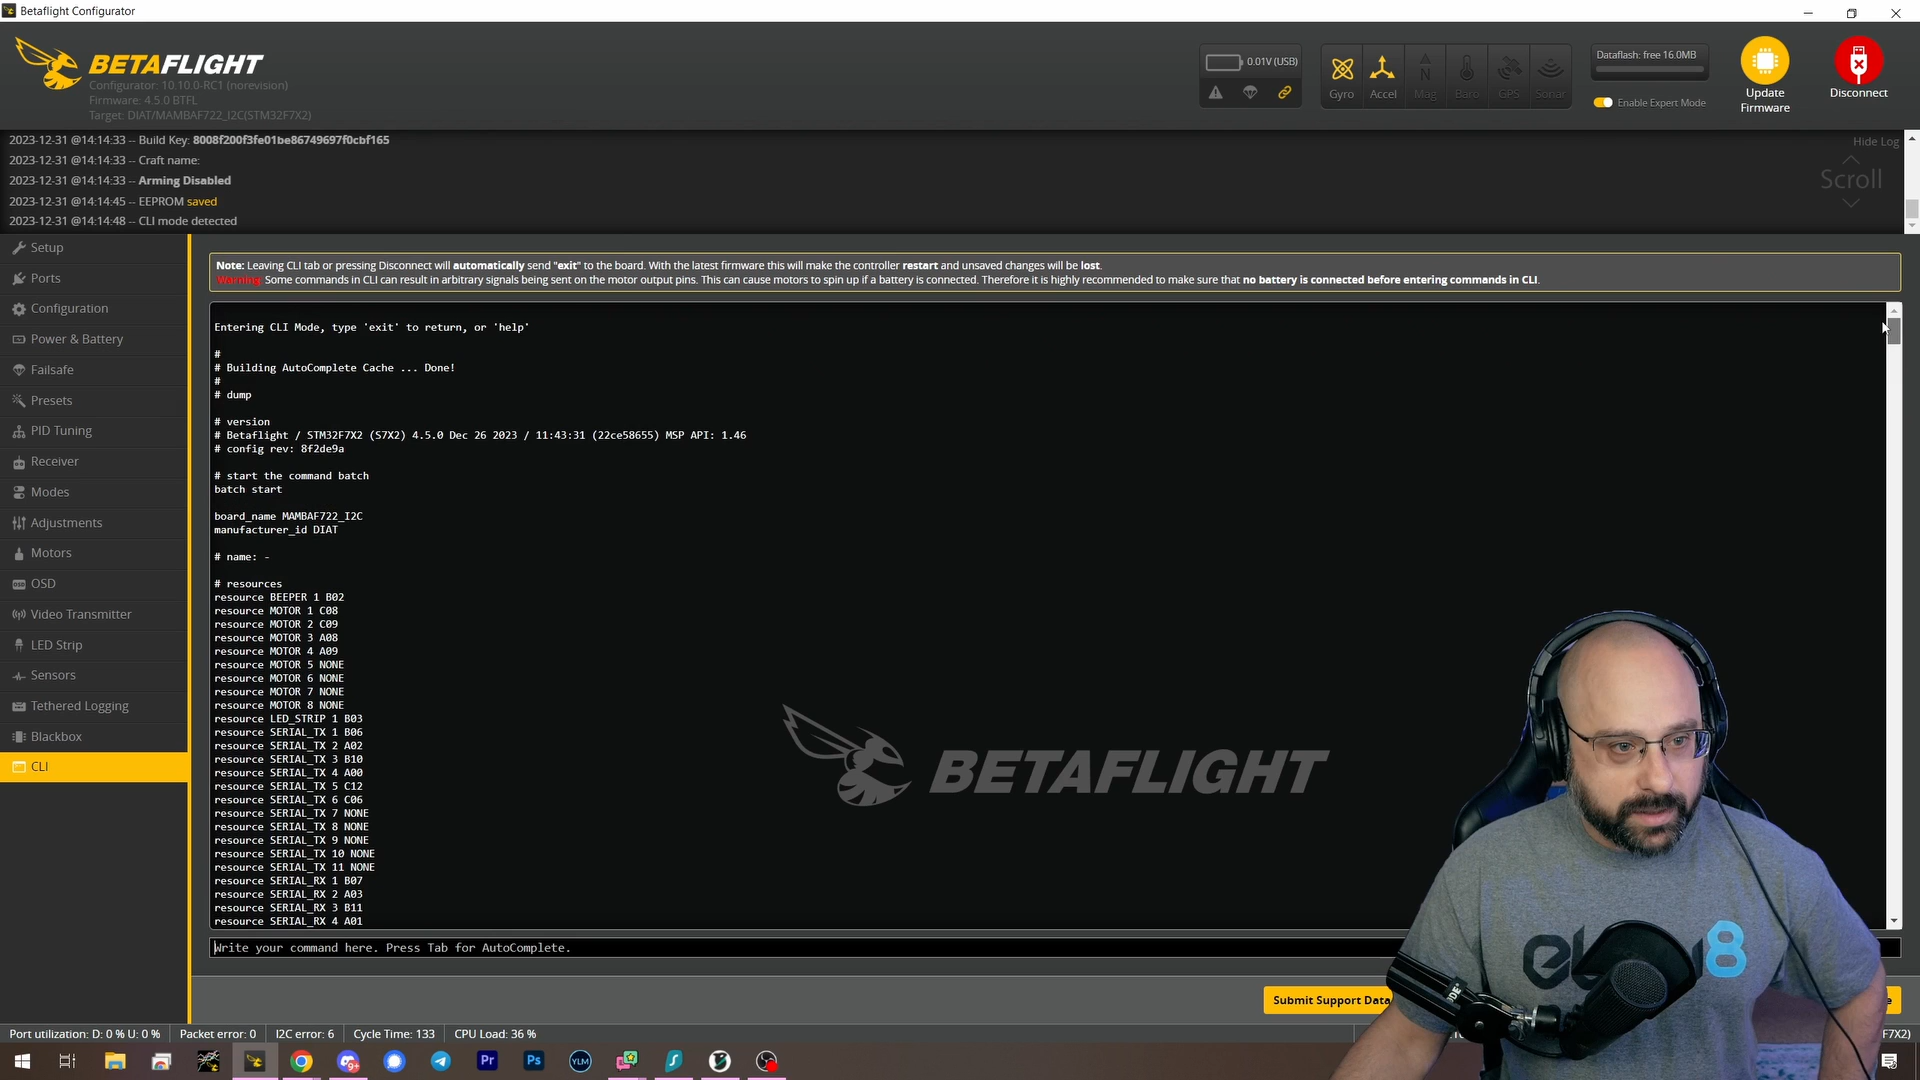 Betaflight Configurator
BETAFLIGHT
Configurator: 10.10.0-RC1 (norevision)
Firmware: 4.5.0 BTFL
Target: DIAT/MAMBAF722_I2C(STM32F7X2)
0.01V (USB)
Gyro
Accel
Mag
Baro
GPS
Sonar
Dataflash: free 16.0MB
Enable Expert Mode
Update
Firmware
Disconnect
2023-12-31 @14:14:33 -- Build Key: 8008f200f3fe01be86749697f0cbf165
2023-12-31 @14:14:33 -- Craft name:
2023-12-31 @14:14:33 -- Arming Disabled
2023-12-31 @14:14:45 -- EEPROM saved
2023-12-31 @14:14:48 -- CLI mode detected
Hide Log
Scroll
Setup
Ports
Configuration
Power & Battery
Failsafe
Presets
PID Tuning
Receiver
Modes
Adjustments
Motors
OSD
Video Transmitter
LED Strip
Sensors
Tethered Logging
Blackbox
CLI
Note: Leaving CLI tab or pressing Disconnect will automatically send "exit" to the board. With the latest firmware this will make the controller restart and unsaved changes will be lost.
Warning: Some commands in CLI can result in arbitrary signals being sent on the motor output pins. This can cause motors to spin up if a battery is connected. Therefore it is highly recommended to make sure that no battery is connected before entering commands in CLI.
Entering CLI Mode, type 'exit' to return, or 'help'
#
# Building AutoComplete Cache ... Done!
#
# dump
# version
# Betaflight / STM32F7X2 (S7X2) 4.5.0 Dec 26 2023 / 11:43:31 (22ce58655) MSP API: 1.46
# config rev: 8f2de9a
# start the command batch
batch start
board_name MAMBAF722_I2C
manufacturer_id DIAT
# name: -
# resources
resource BEEPER 1 B02
resource MOTOR 1 C08
resource MOTOR 2 C09
resource MOTOR 3 A08
resource MOTOR 4 A09
resource MOTOR 5 NONE
resource MOTOR 6 NONE
resource MOTOR 7 NONE
resource MOTOR 8 NONE
resource LED_STRIP 1 B03
resource SERIAL_TX 1 B06
resource SERIAL_TX 2 A02
resource SERIAL_TX 3 B10
resource SERIAL_TX 4 A00
resource SERIAL_TX 5 C12
resource SERIAL_TX 6 C06
resource SERIAL_TX 7 NONE
resource SERIAL_TX 8 NONE
resource SERIAL_TX 9 NONE
resource SERIAL_TX 10 NONE
resource SERIAL_TX 11 NONE
resource SERIAL_RX 1 B07
resource SERIAL_RX 2 A03
resource SERIAL_RX 3 B11
resource SERIAL_RX 4 A01
BETAFLIGHT
Write your command here. Press Tab for AutoComplete.
Submit Support Data
Port utilization: D: 0 % U: 0 %
Packet error: 0
I2C error: 6
Cycle Time: 133
CPU Load: 36 %
F7X2)
9+
Pr
Ps
YLM
8